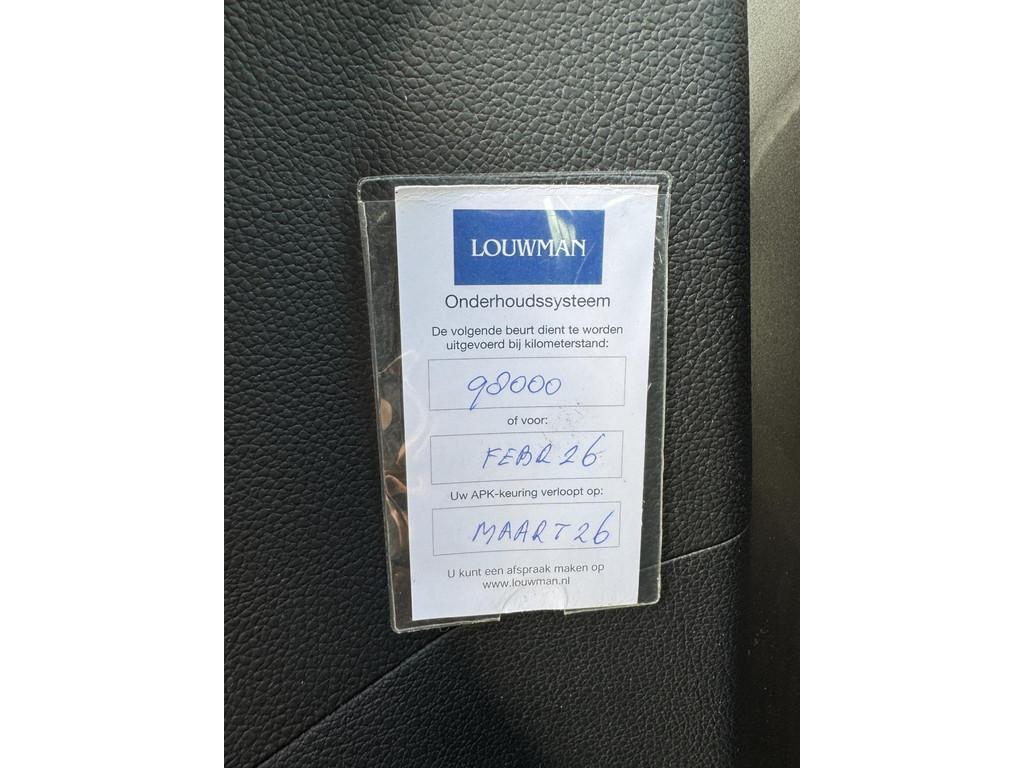 LOUWMAN
Onderhoudssysteem
De volgende beurt dient te worden
uitgevoerd bij kilometerstand:
98000
of voor:
FEBR 26
Uw APK-keuring verloopt op:
MAART 26
U kunt een afspraak maken op
www.louwman.nl